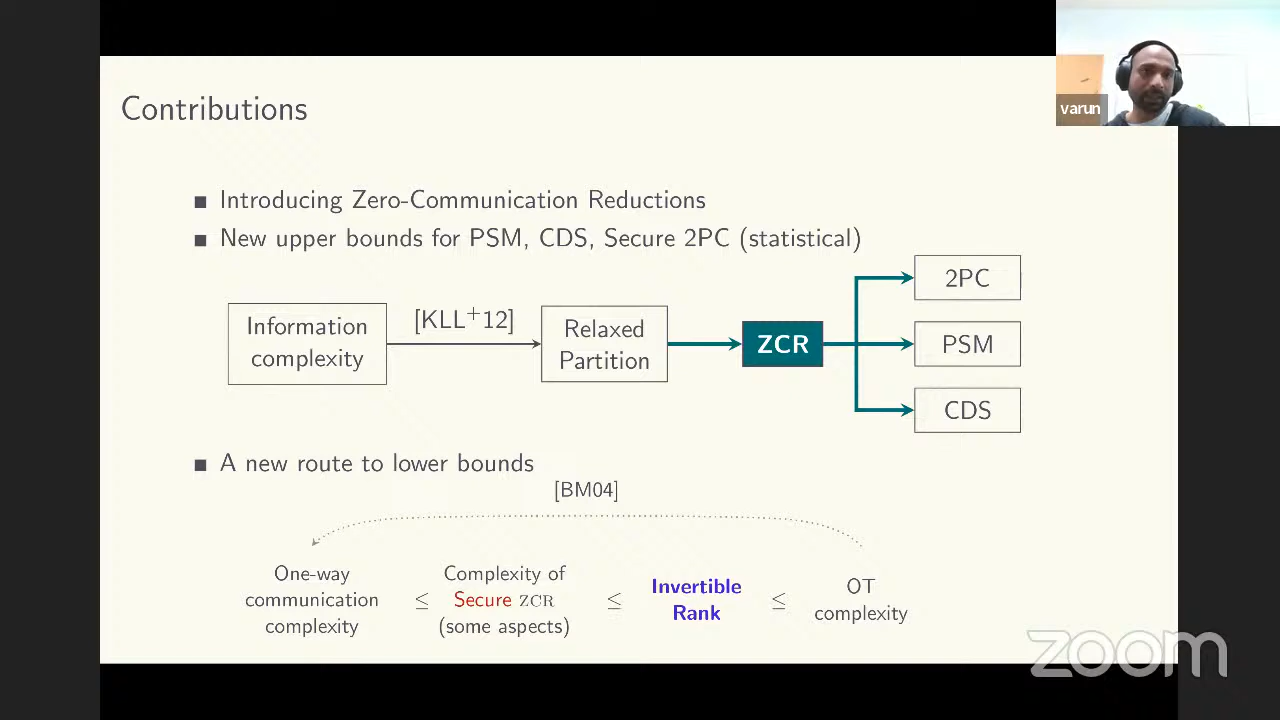 varun
Contributions
■ Introducing Zero-Communication Reductions
■ New upper bounds for PSM, CDS, Secure 2PC (statistical)
Information
complexity
[KLL+12]
Relaxed
Partition
ZCR
2PC
PSM
CDS
■ A new route to lower bounds
[BM04]
One-way
communication
complexity
≤
Complexity of
Secure ZCR
(some aspects)
≤
Invertible
Rank
≤
OT
complexity
zoom